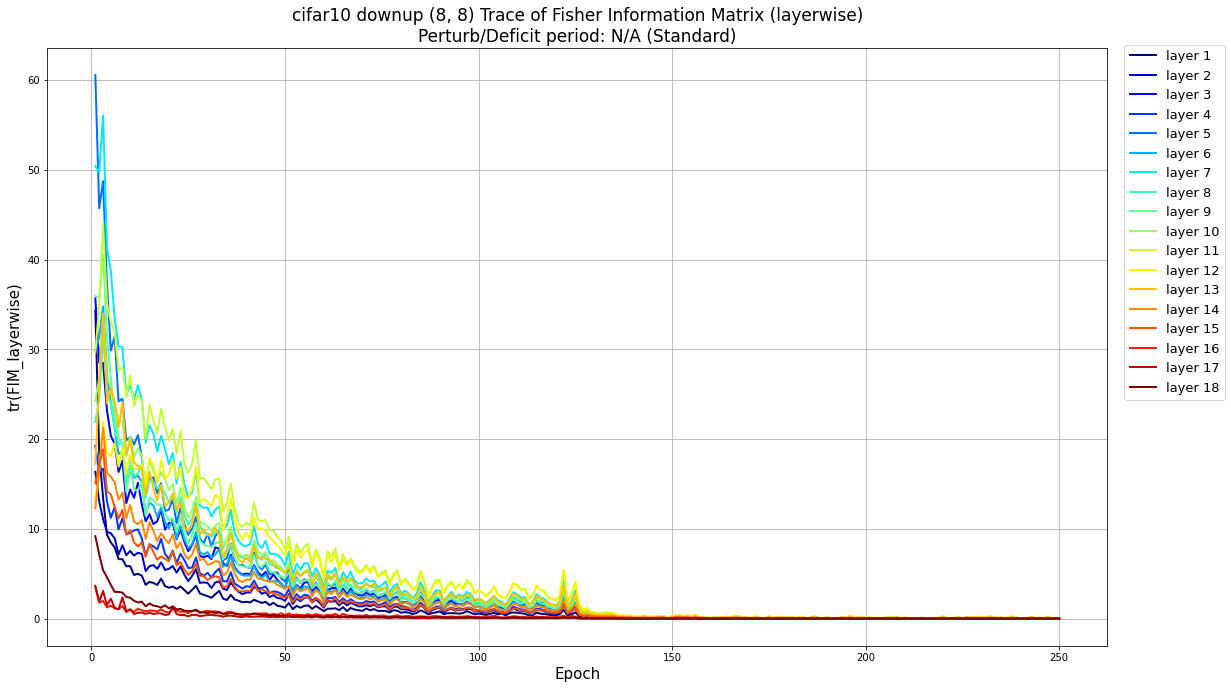 cifar10 downup (8, 8) Trace of Fisher Information Matrix (layerwise)
Perturb/Deficit period: N/A (Standard)
tr(FIM_layerwise)
60
50
40
30
20
10
0
0
50
100
150
200
250
Epoch
layer 1
layer 2
layer 3
layer 4
layer 5
layer 6
layer 7
layer 8
layer 9
layer 10
layer 11
layer 12
layer 13
layer 14
layer 15
layer 16
layer 17
layer 18